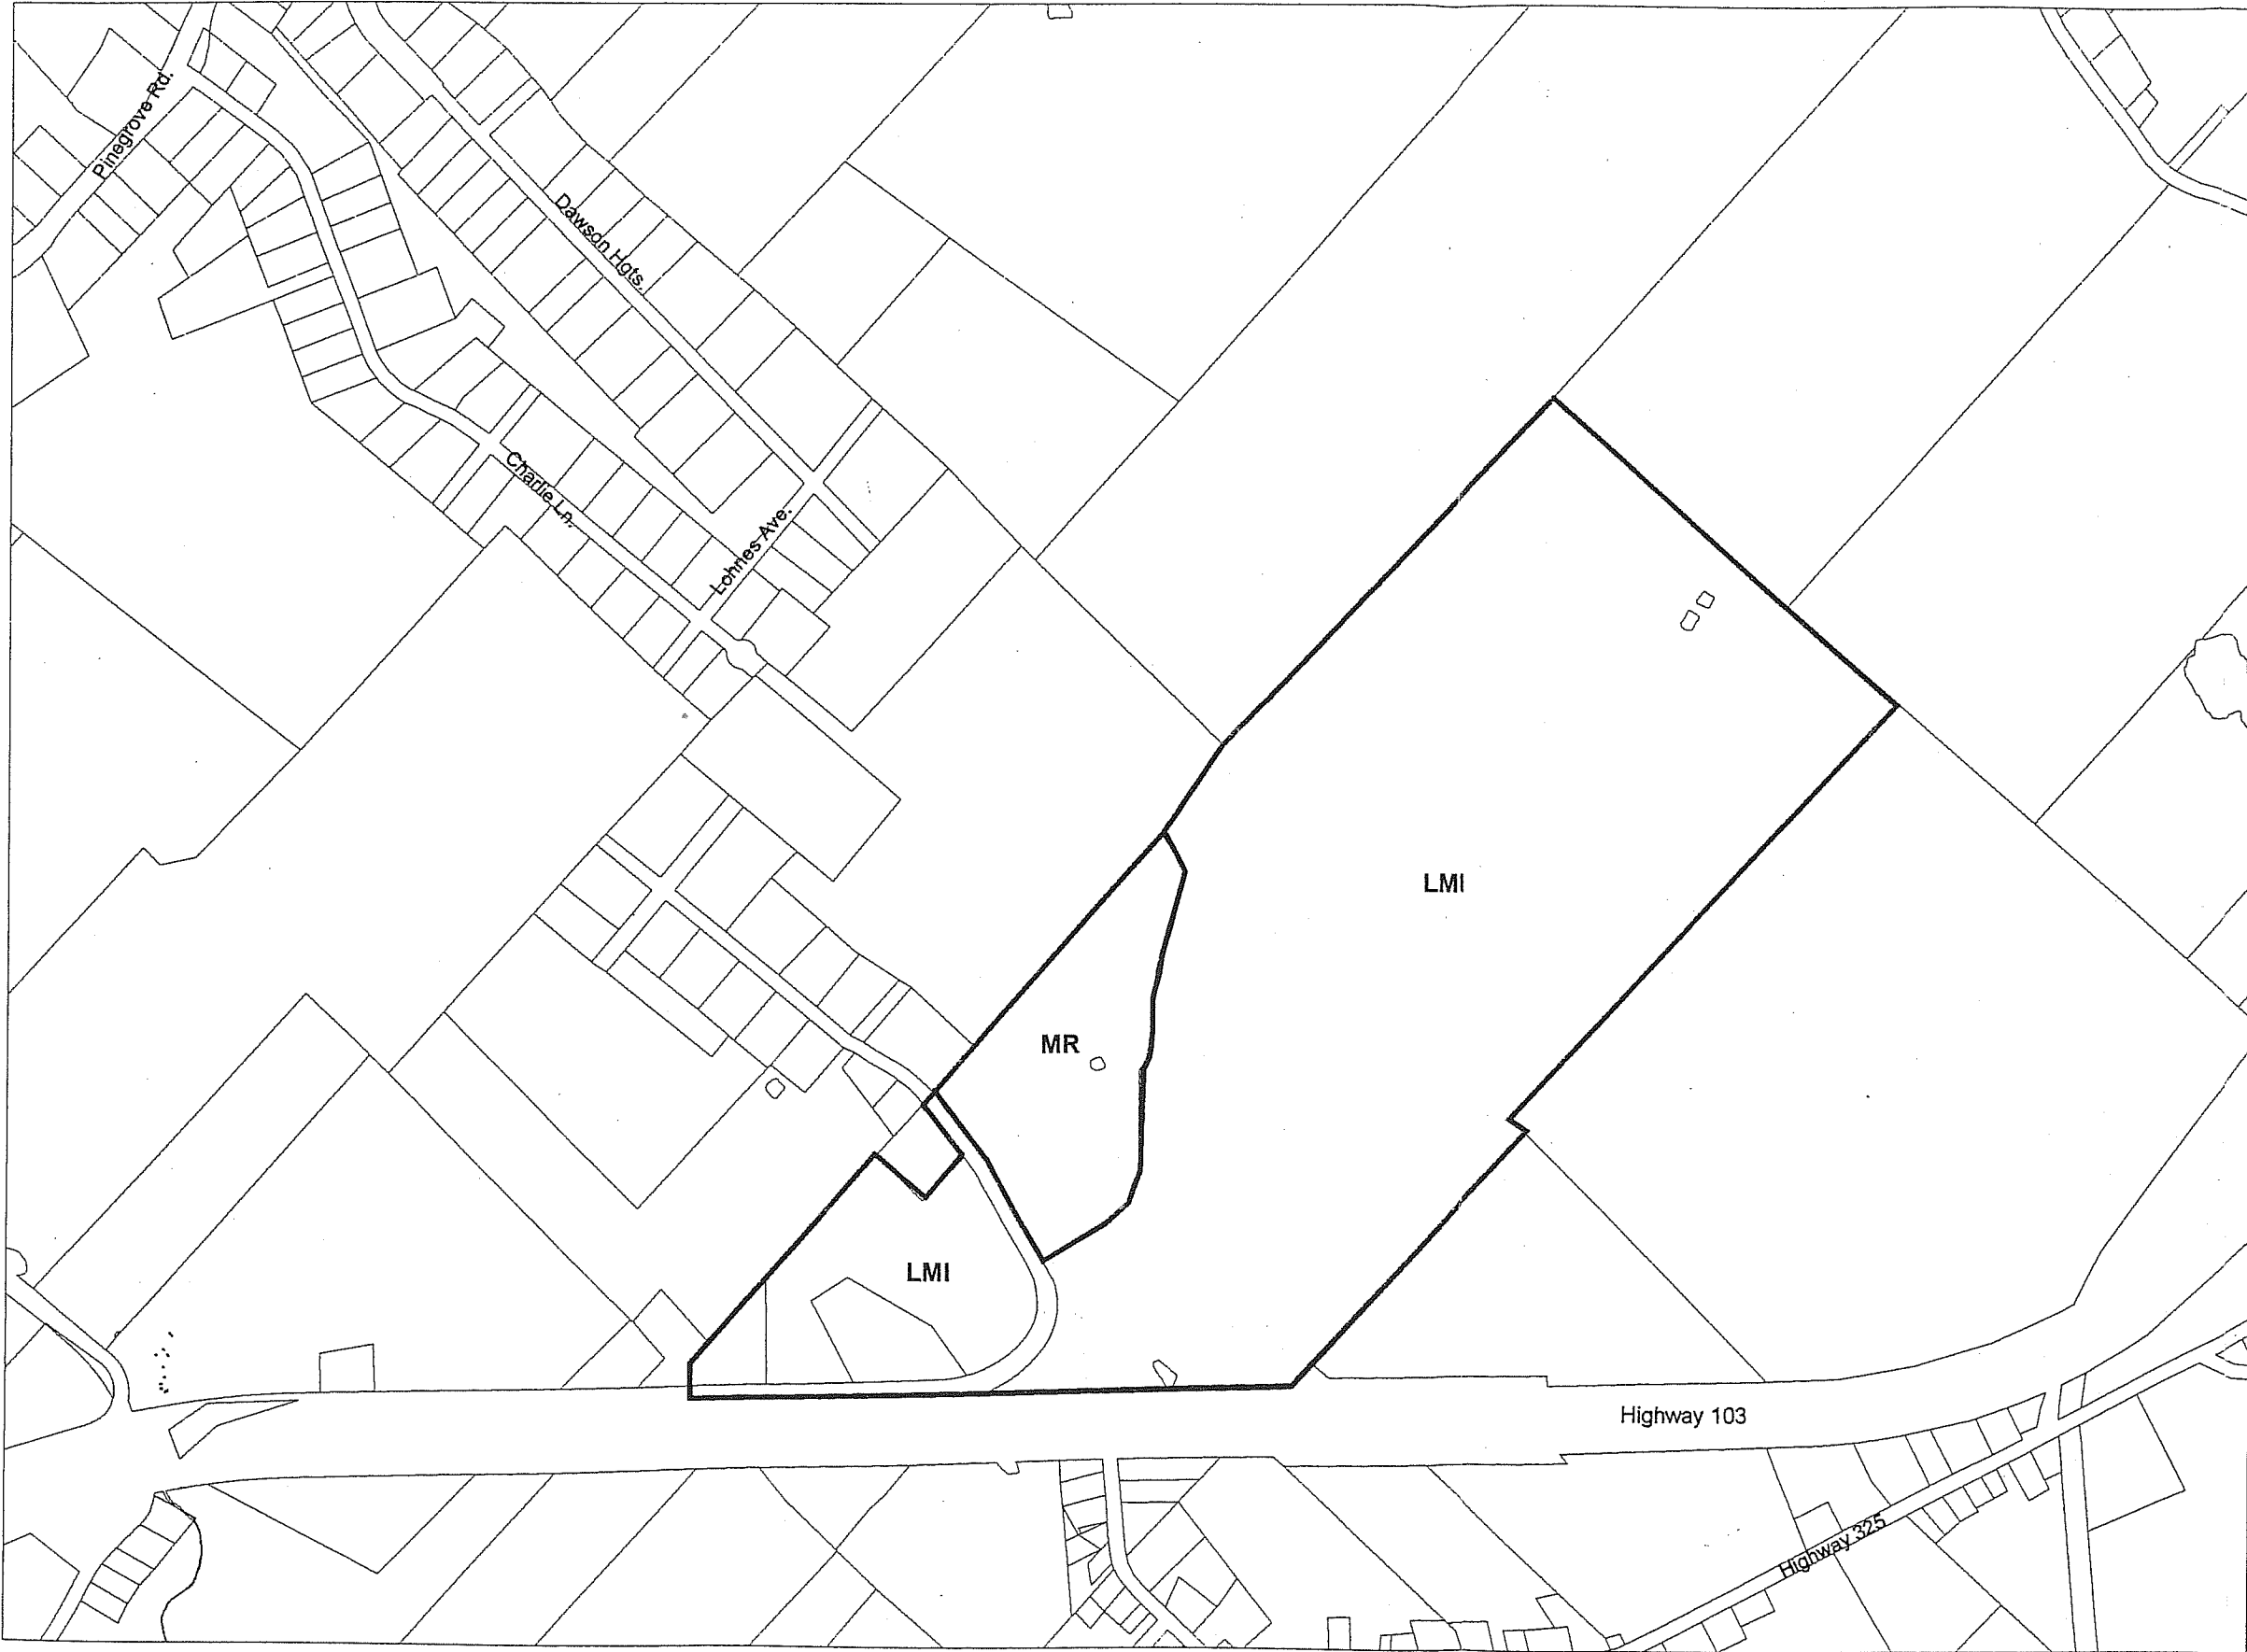 Pinegrove Rd.
Dawson Hgts.
Charlie Ln.
Lohnes Ave.
LMI
MR
LMI
Highway 103
Highway 325